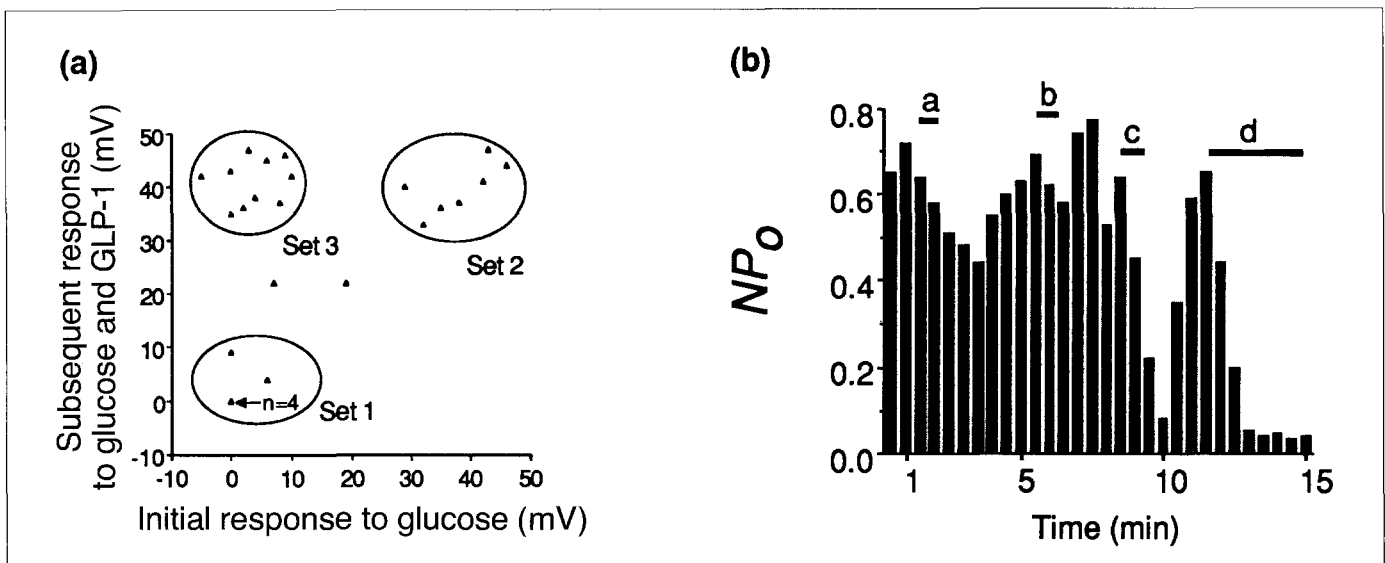 (a)
Subsequent response
to glucose and GLP-1 (mV)
50
40
30
20
10
0
-10
-10 0 10 20 30 40 50
Initial response to glucose (mV)
Set 3
Set 2
n=4
Set 1
(b)
NPO
0.8
0.6
0.4
0.2
0.0
a
b
c
d
1 5 10 15
Time (min)